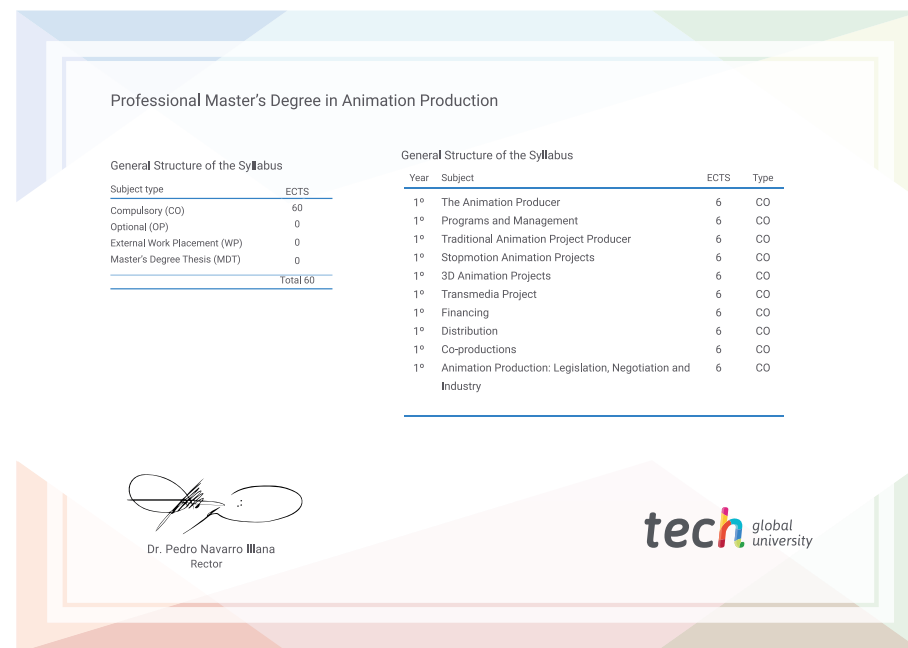 Professional Master's Degree in Animation Production
General Structure of the Syllabus
Subject type ECTS
Compulsory (CO) 60
Optional (OP) 0
External Work Placement (WP) 0
Master's Degree Thesis (MDT) 0
Total 60
General Structure of the Syllabus
Year Subject ECTS Type
1º The Animation Producer 6 CO
1º Programs and Management 6 CO
1º Traditional Animation Project Producer 6 CO
1º Stopmotion Animation Projects 6 CO
1º 3D Animation Projects 6 CO
1º Transmedia Project 6 CO
1º Financing 6 CO
1º Distribution 6 CO
1º Co-productions 6 CO
1º Animation Production: Legislation, Negotiation and 6 CO
Industry
Dr. Pedro Navarro Illana
Rector
tech global
university